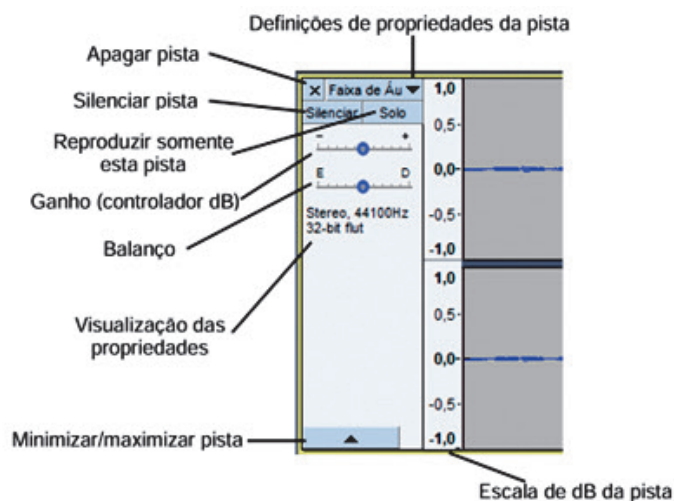 Definições de propriedades da pista
Apagar pista
X Faixa de Áu
Silenciar pista
Silenciar Solo
Reproduzir somente
esta pista
- +
Ganho (controlador dB)
E D
Balanço
Stereo, 44100Hz
32-bit flut
Visualização das
propriedades
Minimizar/maximizar pista
Escala de dB da pista
1,0
0,5-
0,0-
-0,5-
-1,0
1,0
0,5-
0,0-
-0,5-
-1,0